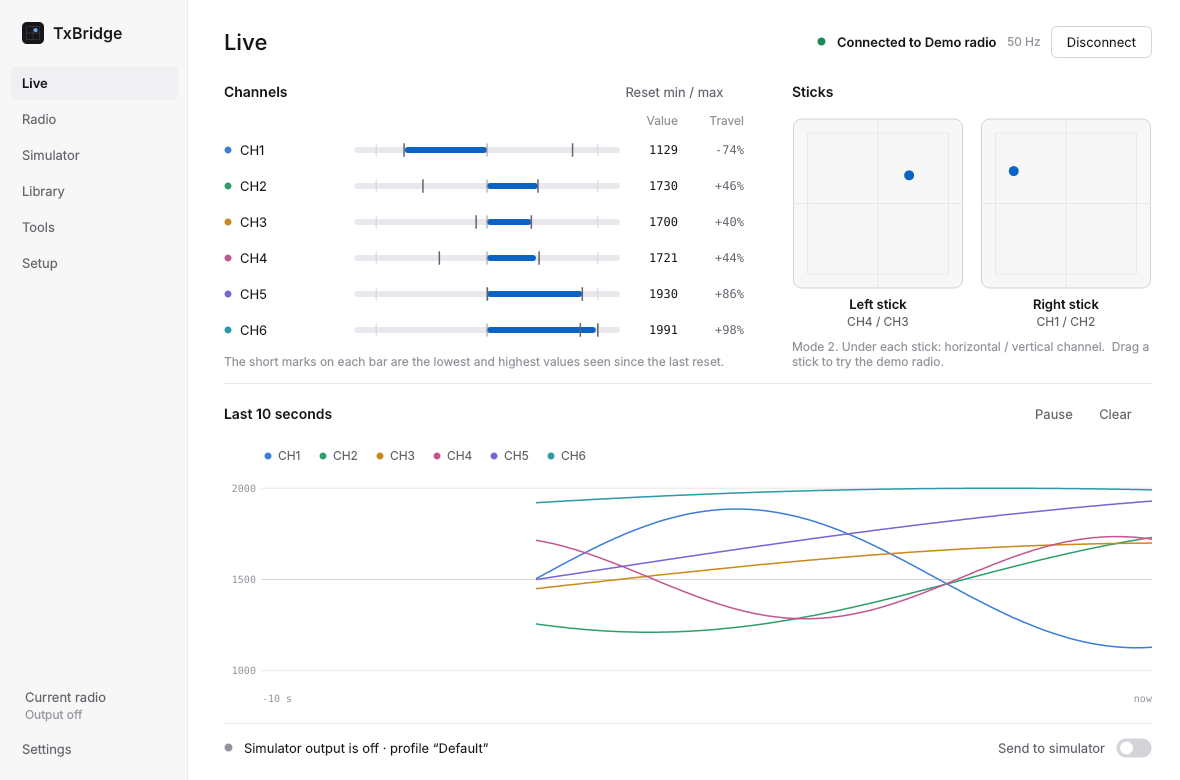 TxBridge
Live
Radio
Simulator
Library
Tools
Setup
Current radio
Output off
Settings
Live
Connected to Demo radio 50 Hz Disconnect
Channels Reset min / max
Value Travel
CH1 1129 -74%
CH2 1730 +46%
CH3 1700 +40%
CH4 1721 +44%
CH5 1930 +86%
CH6 1991 +98%
The short marks on each bar are the lowest and highest values seen since the last reset.
Sticks
Left stick Right stick
CH4 / CH3 CH1 / CH2
Mode 2. Under each stick: horizontal / vertical channel. Drag a
stick to try the demo radio.
Last 10 seconds Pause Clear
CH1 CH2 CH3 CH4 CH5 CH6
2000
1500
1000
-10 s now
Simulator output is off · profile “Default” Send to simulator